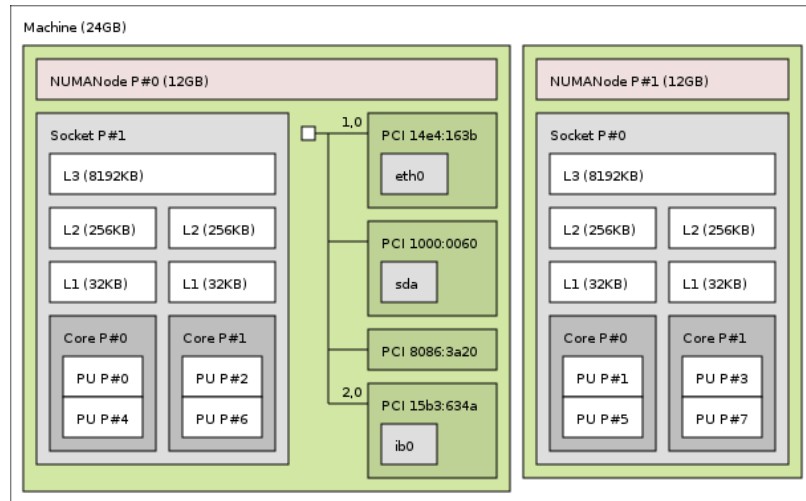 Machine (24GB)
NUMANode P#0 (12GB)
Socket P#1
L3 (8192KB)
L2 (256KB) L2 (256KB)
L1 (32KB) L1 (32KB)
Core P#0 Core P#1
PU P#0 PU P#2
PU P#4 PU P#6
1,0
PCI 14e4:163b
eth0
PCI 1000:0060
sda
PCI 8086:3a20
2,0
PCI 15b3:634a
ib0
NUMANode P#1 (12GB)
Socket P#0
L3 (8192KB)
L2 (256KB) L2 (256KB)
L1 (32KB) L1 (32KB)
Core P#0 Core P#1
PU P#1 PU P#3
PU P#5 PU P#7